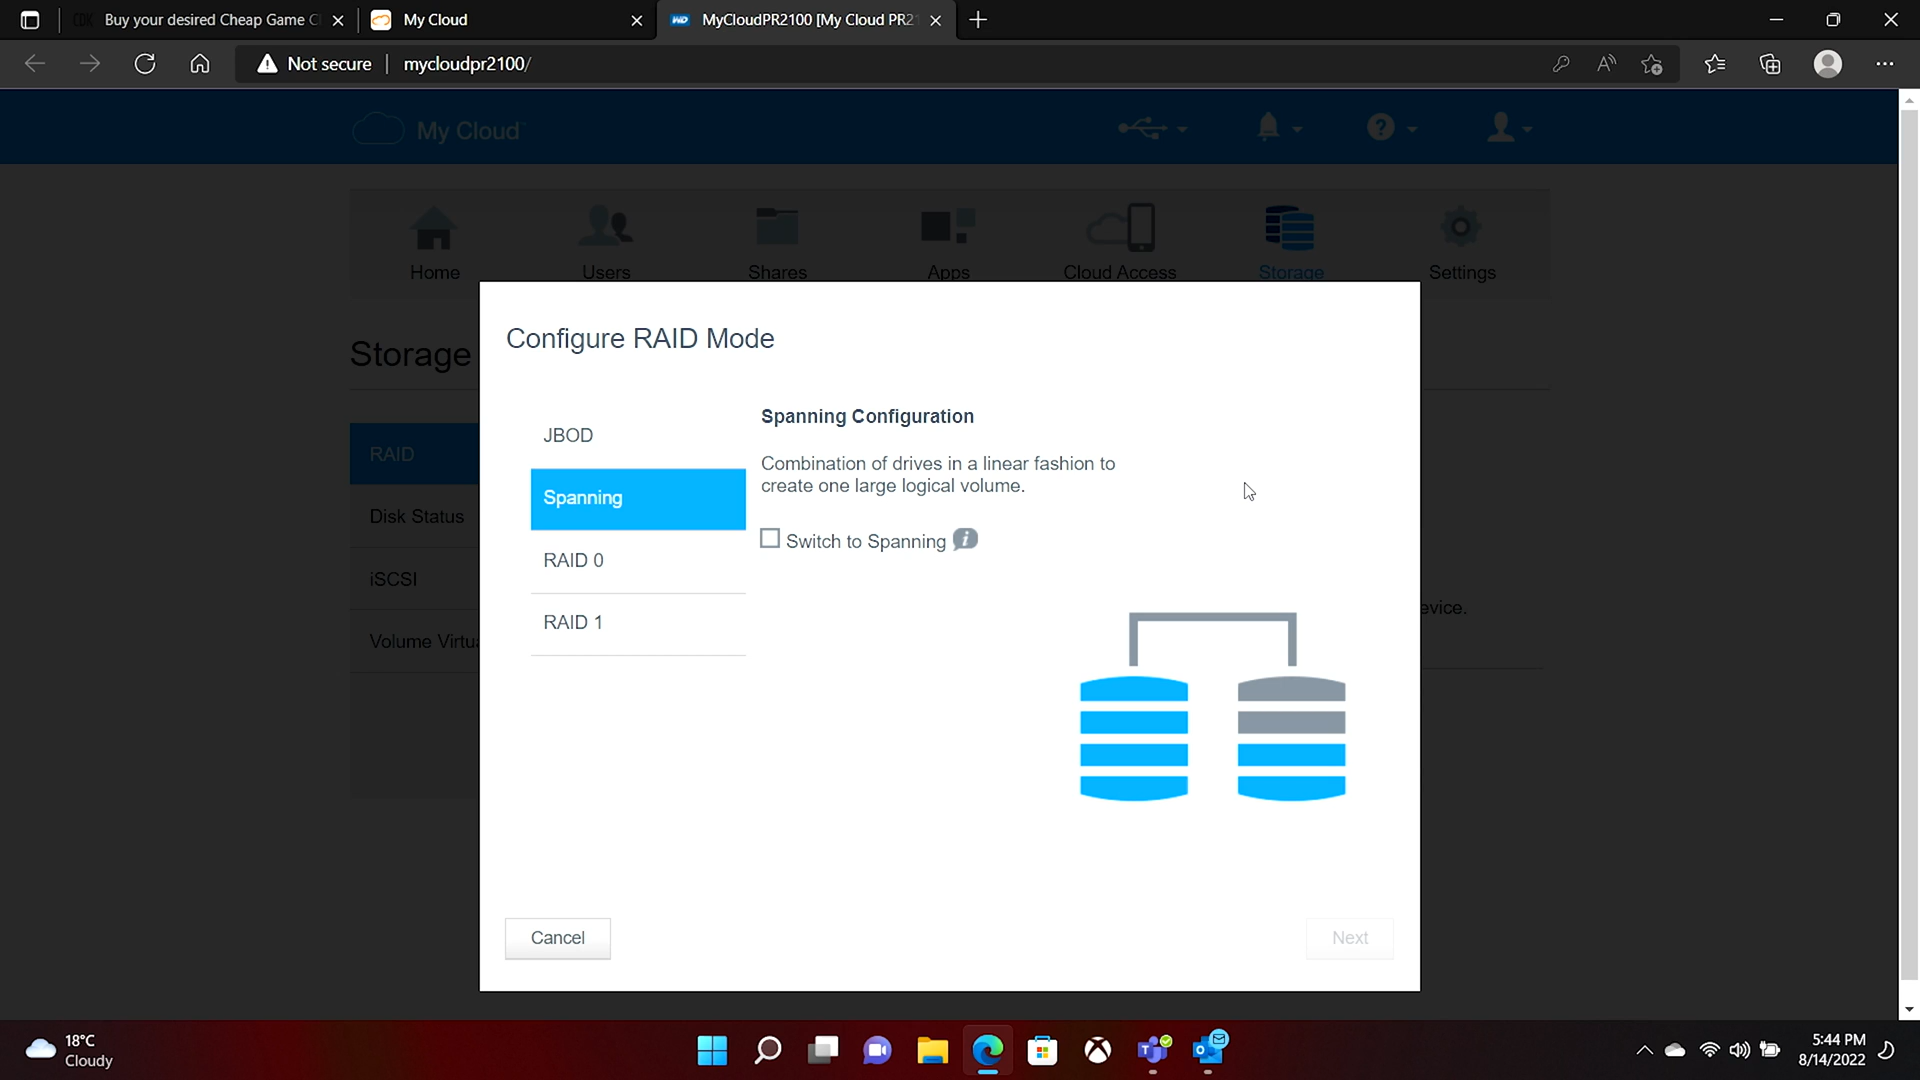 CDK Buy your desired Cheap Game C
My Cloud
WD MyCloudPR2100 [My Cloud PR2
Not secure mycloudpr2100/
My Cloud
Home
Users
Shares
Apps
Cloud Access
Storage
Settings
Storage
RAID
Disk Status
iSCSI
Volume Virtu
evice.
Configure RAID Mode
JBOD
Spanning
RAID 0
RAID 1
Spanning Configuration
Combination of drives in a linear fashion to
create one large logical volume.
Switch to Spanning
Cancel
Next
18°C
Cloudy
5:44 PM
8/14/2022